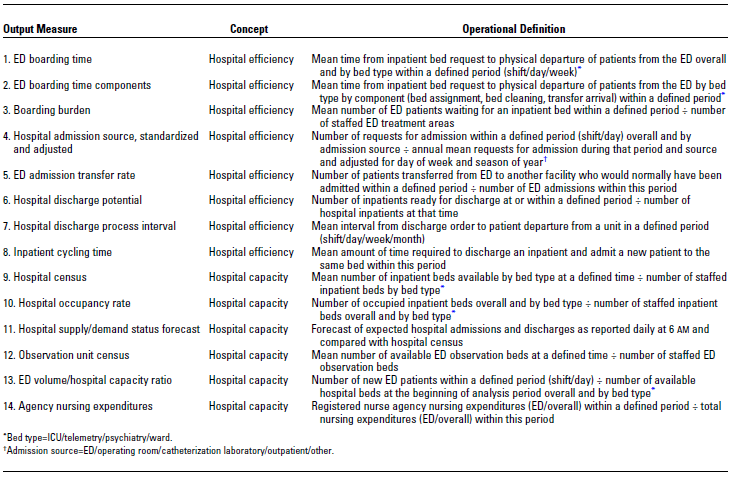 Output Measure Concept Operational Definition
1. ED boarding time Hospital efficiency Mean time from inpatient bed request to physical departure of patients from the ED overall
and by bed type within a defined period (shift/day/week)*
2. ED boarding time components Hospital efficiency Mean time from inpatient bed request to physical departure of patients from the ED by bed
type by component (bed assignment, bed cleaning, transfer arrival) within a defined period*
3. Boarding burden Hospital efficiency Mean number of ED patients waiting for an inpatient bed within a defined period ÷ number
of staffed ED treatment areas
4. Hospital admission source, standardized Hospital efficiency Number of requests for admission within a defined period (shift/day) overall and by
and adjusted admission source ÷ annual mean requests for admission during that period and source
and adjusted for day of week and season of year†
5. ED admission transfer rate Hospital efficiency Number of patients transferred from ED to another facility who would normally have been
admitted within a defined period ÷ number of ED admissions within this period
6. Hospital discharge potential Hospital efficiency Number of inpatients ready for discharge at or within a defined period ÷ number of
hospital inpatients at that time
7. Hospital discharge process interval Hospital efficiency Mean interval from discharge order to patient departure from a unit in a defined period
(shift/day/week/month)
8. Inpatient cycling time Hospital efficiency Mean amount of time required to discharge an inpatient and admit a new patient to the
same bed within this period
9. Hospital census Hospital capacity Mean number of inpatient beds available by bed type at a defined time ÷ number of staffed
inpatient beds by bed type*
10. Hospital occupancy rate Hospital capacity Number of occupied inpatient beds overall and by bed type ÷ number of staffed inpatient
beds overall and by bed type*
11. Hospital supply/demand status forecast Hospital capacity Forecast of expected hospital admissions and discharges as reported daily at 6 AM and
compared with hospital census
12. Observation unit census Hospital capacity Mean number of available ED observation beds at a defined time ÷ number of staffed ED
observation beds
13. ED volume/hospital capacity ratio Hospital capacity Number of new ED patients within a defined period (shift/day) ÷ number of available
hospital beds at the beginning of analysis period overall and by bed type*
14. Agency nursing expenditures Hospital capacity Registered nurse agency nursing expenditures (ED/overall) within a defined period ÷ total
nursing expenditures (ED/overall) within this period
*Bed type=ICU/telemetry/psychiatry/ward.
†Admission source=ED/operating room/catheterization laboratory/outpatient/other.